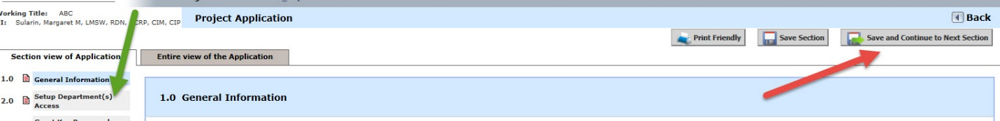 Working Title: ABC
Project Application
Back
I: Sularin, Margaret M, LMSW, RDN, CRP, CIM, CIP
Print Friendly
Save Section
Save and Continue to Next Section
Section view of Application
Entire view of the Application
1.0 General Information
2.0 Setup Department(s)
Access
1.0 General Information